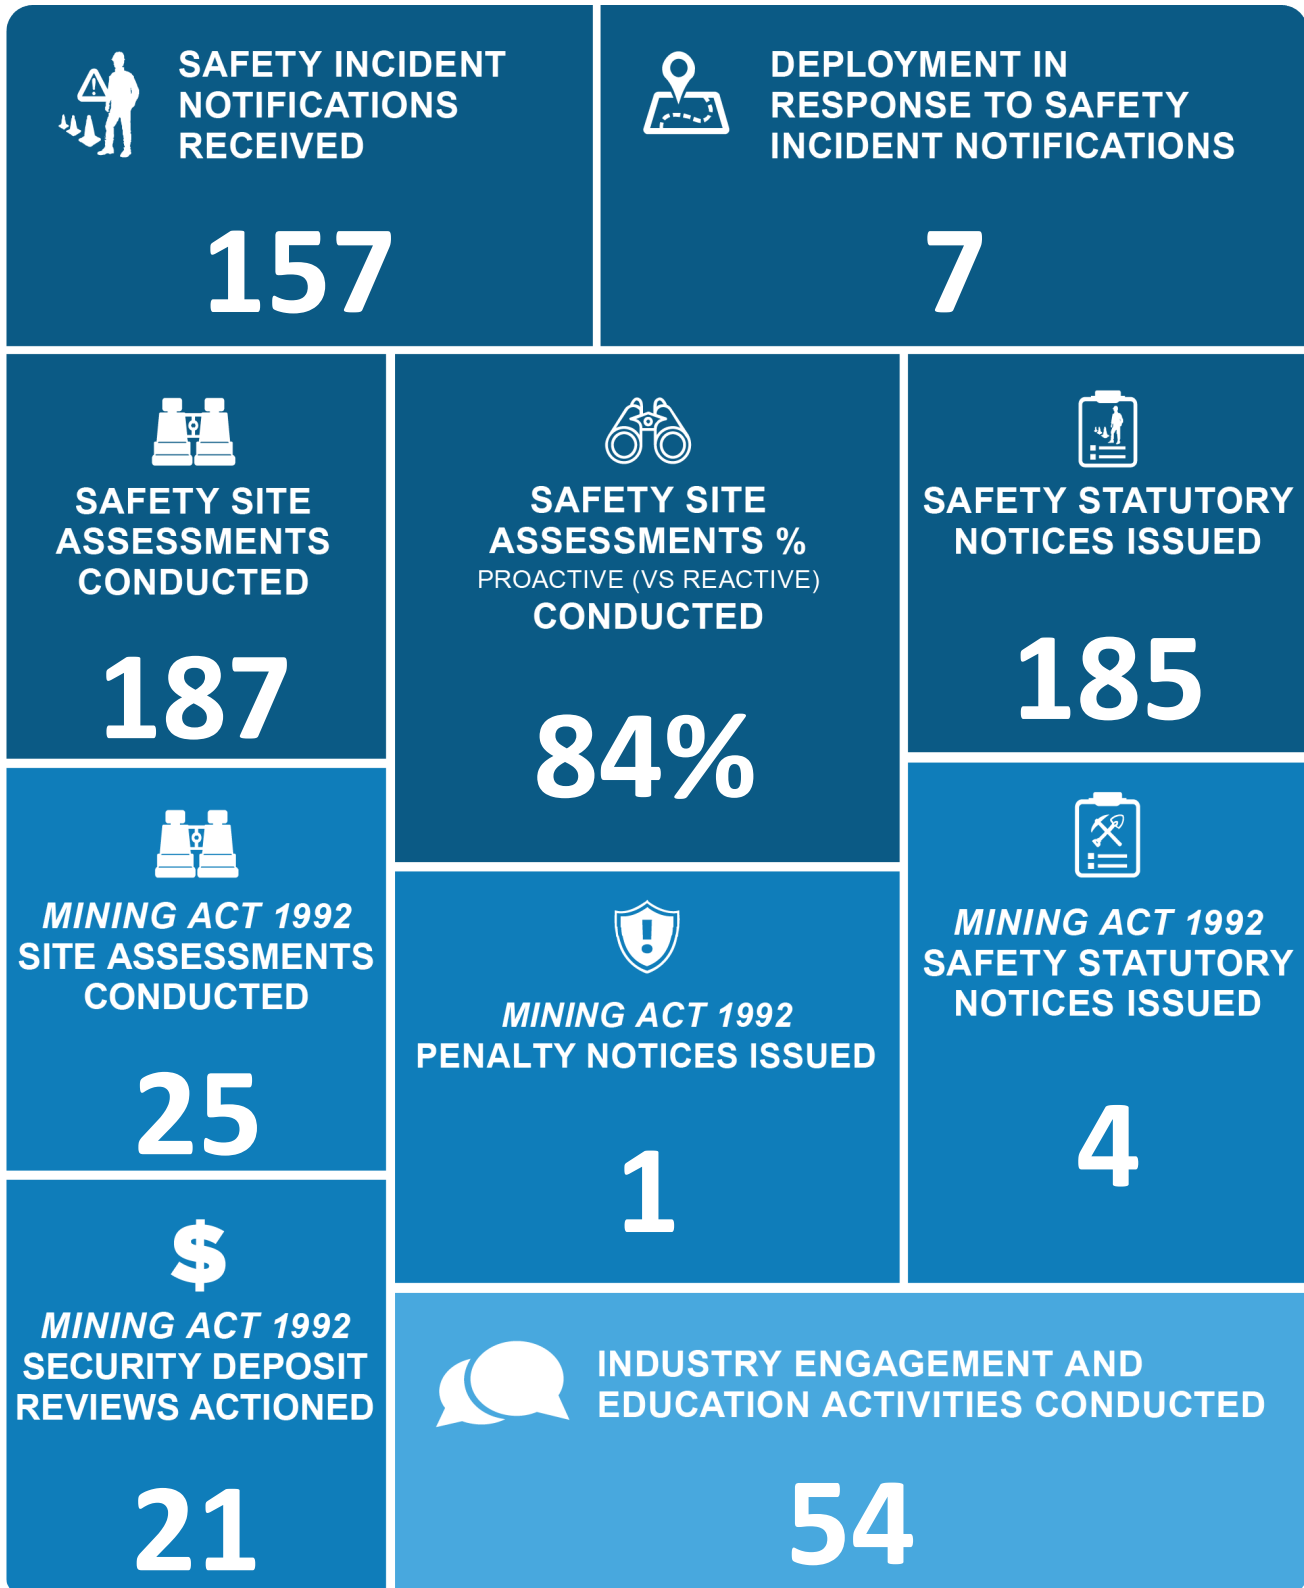 SAFETY INCIDENT
NOTIFICATIONS
RECEIVED
157
DEPLOYMENT IN
RESPONSE TO SAFETY
INCIDENT NOTIFICATIONS
7
SAFETY SITE
ASSESSMENTS
CONDUCTED
187
SAFETY SITE
ASSESSMENTS %
PROACTIVE (VS REACTIVE)
CONDUCTED
84%
SAFETY STATUTORY
NOTICES ISSUED
185
MINING ACT 1992
SITE ASSESSMENTS
CONDUCTED
25
MINING ACT 1992
PENALTY NOTICES ISSUED
1
MINING ACT 1992
SAFETY STATUTORY
NOTICES ISSUED
4
$
MINING ACT 1992
SECURITY DEPOSIT
REVIEWS ACTIONED
21
INDUSTRY ENGAGEMENT AND
EDUCATION ACTIVITIES CONDUCTED
54